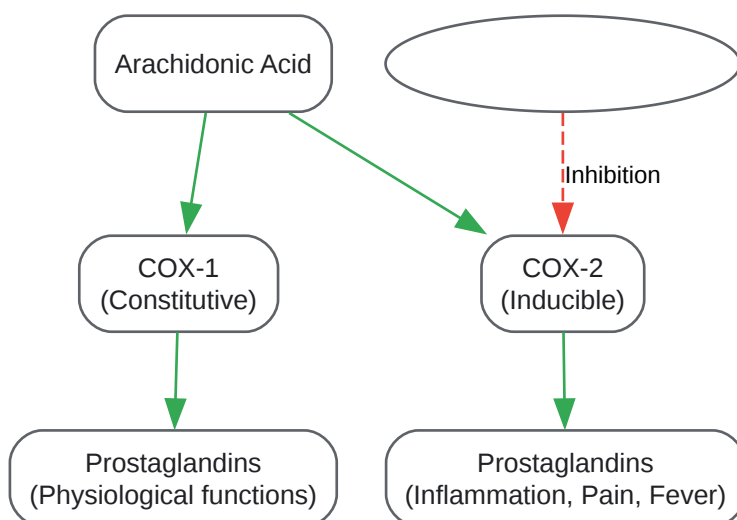 Arachidonic Acid
Inhibition
COX-1
(Constitutive)
COX-2
(Inducible)
Prostaglandins
(Physiological functions)
Prostaglandins
(Inflammation, Pain, Fever)